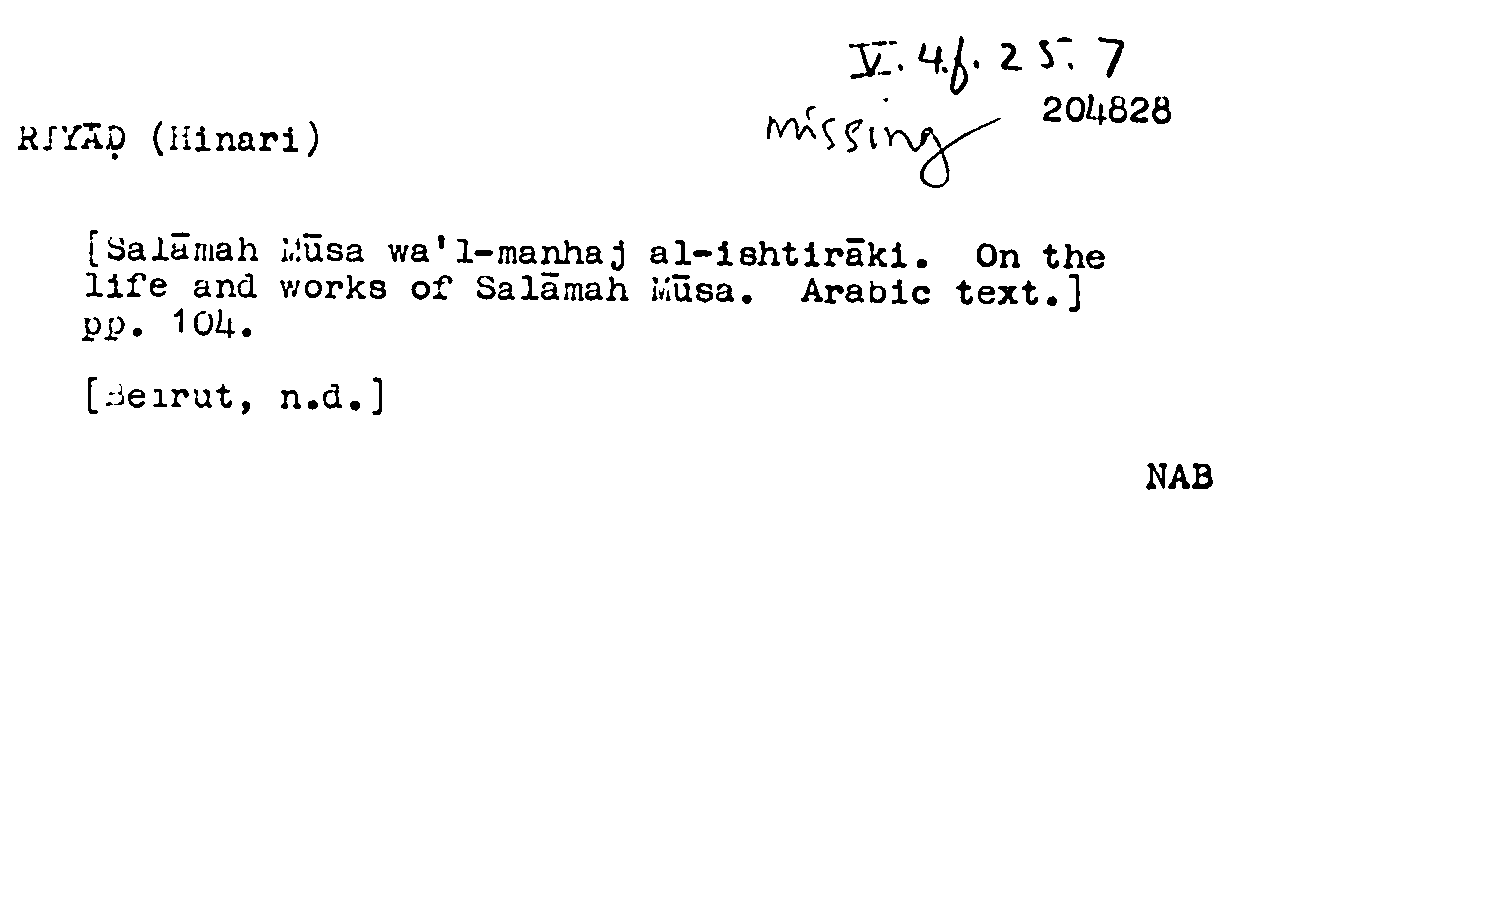 V. 4.f. 25. 7
missing 204828
RIYĀḌ (Hinari)
[Salāmah Mūsa wa'l-manhaj al-ishtirāki. On the
life and works of Salāmah Mūsa. Arabic text.]
pp. 104.
[Beirut, n.d.]
NAB